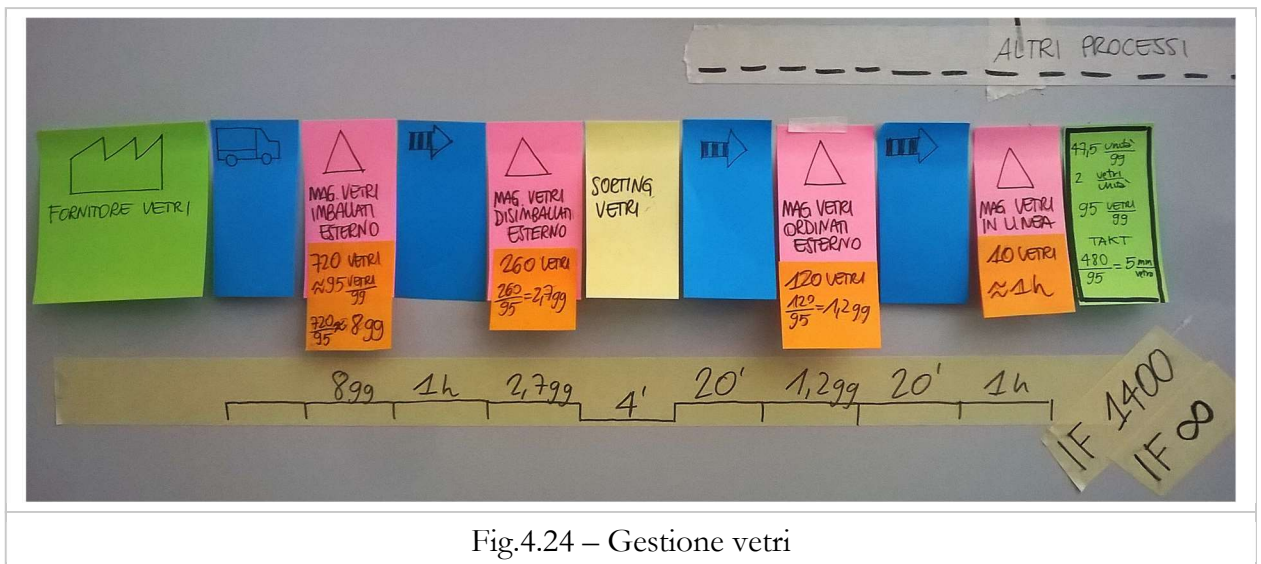 ALTRI PROCESSI
FORNITORE VETRI
MAG. VETRI
IMBALLATI
ESTERNO
720 VETRI
≈95 VETRI/gg
720/95 ≈ 8gg
MAG. VETRI
DISIMBALLATI
ESTERNO
260 VETRI
260/95=2,7gg
SORTING
VETRI
MAG VETRI
ORDINATI
ESTERNO
120 VETRI
120/95=1,2gg
MAG VETRI
IN LINEA
10 VETRI
≈1h
47,5 unità/gg
2 vetri/unità
95 VETRI/gg
TAKT
480/95=5 min/vetro
8gg 1h 2,7gg 4' 20' 1,2gg 20' 1h
IF 1400
IF ∞
Fig.4.24 – Gestione vetri